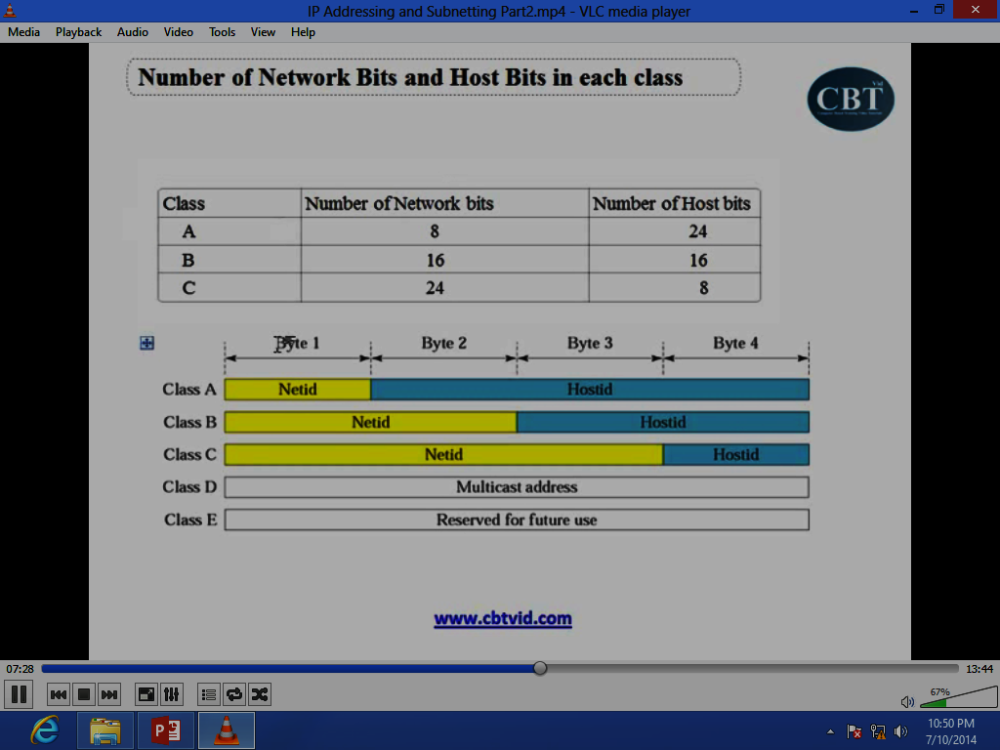 IP Addressing and Subnetting Part2.mp4 - VLC media player
Media Playback Audio Video Tools View Help
Number of Network Bits and Host Bits in each class
CBT
Class Number of Network bits Number of Host bits
A 8 24
B 16 16
C 24 8
Byte 1 Byte 2 Byte 3 Byte 4
Class A Netid Hostid
Class B Netid Hostid
Class C Netid Hostid
Class D Multicast address
Class E Reserved for future use
www.cbtvid.com
07:28 13:44
67%
10:50 PM
7/10/2014